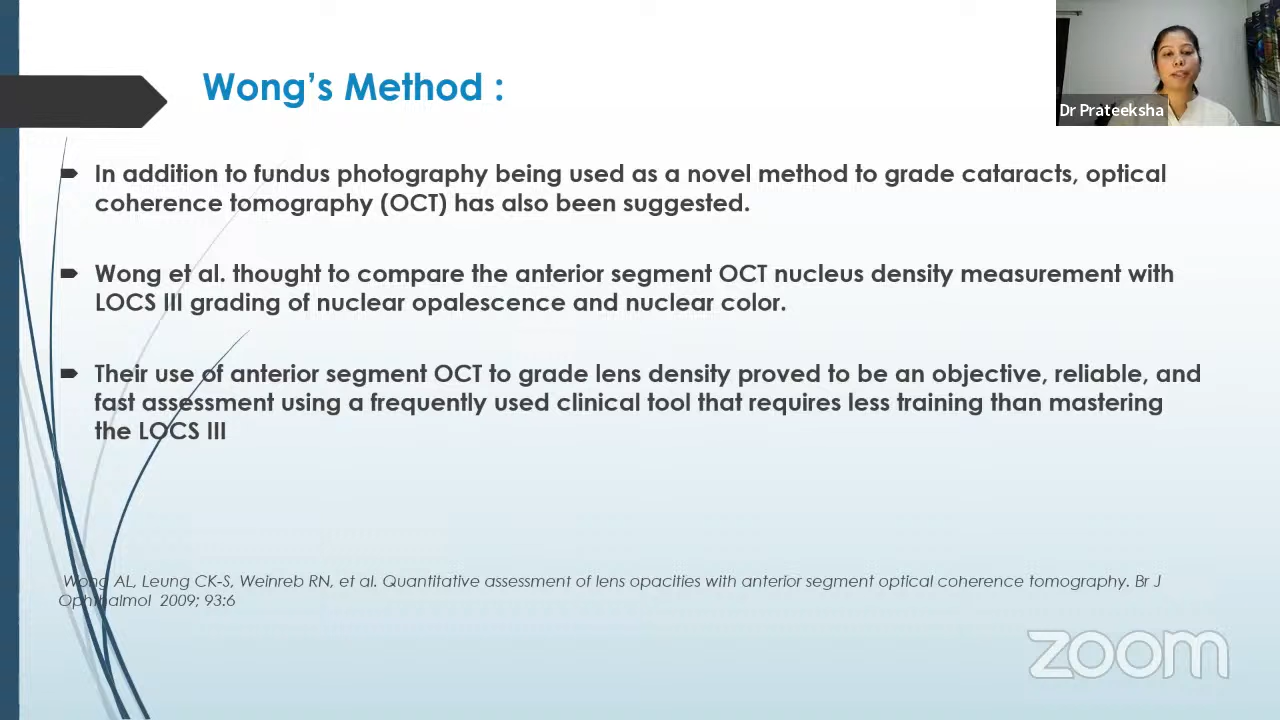 Wong’s Method :
Dr Prateeksha
In addition to fundus photography being used as a novel method to grade cataracts, optical
coherence tomography (OCT) has also been suggested.
Wong et al. thought to compare the anterior segment OCT nucleus density measurement with
LOCS III grading of nuclear opalescence and nuclear color.
Their use of anterior segment OCT to grade lens density proved to be an objective, reliable, and
fast assessment using a frequently used clinical tool that requires less training than mastering
the LOCS III
Wong AL, Leung CK-S, Weinreb RN, et al. Quantitative assessment of lens opacities with anterior segment optical coherence tomography. Br J
Ophthalmol 2009; 93:6
zoom